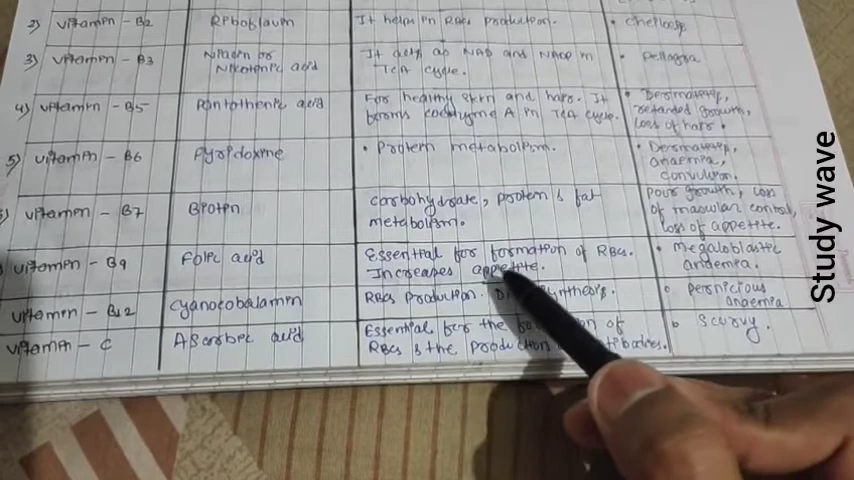 2) Vitamin - B2 Riboflavin It helps in RBCs production. • cheilosis
3) Vitamin - B3 Niacin or It acts as NAD and NADP in • Pellagra
Nicotinic acid TCA cycle.
4) Vitamin - B5 Pantothenic acid For healthy skin and hairs. It • Dermatitis,
forms coenzyme A in TCA cycle. retarded growth,
Loss of hairs.
5) Vitamin - B6 Pyridoxine • Protein metabolism. • Dermatitis,
anaemia,
convulsion.
Vitamin - B7 Biotin carbohydrate, protein & fat Poor growth, Loss
metabolism. of muscular control,
Loss of appetite.
Vitamin - B9 Folic acid Essential for formation of RBCs. • megaloblastic
Increases appetite. anaemia.
Vitamin - B12 cyanocobalamin RBCs Production. synthesis. • pernicious
anaemia
Vitamin - C Ascorbic acid Essential for the of • Scurvy.
RBCs & the production
Study wave